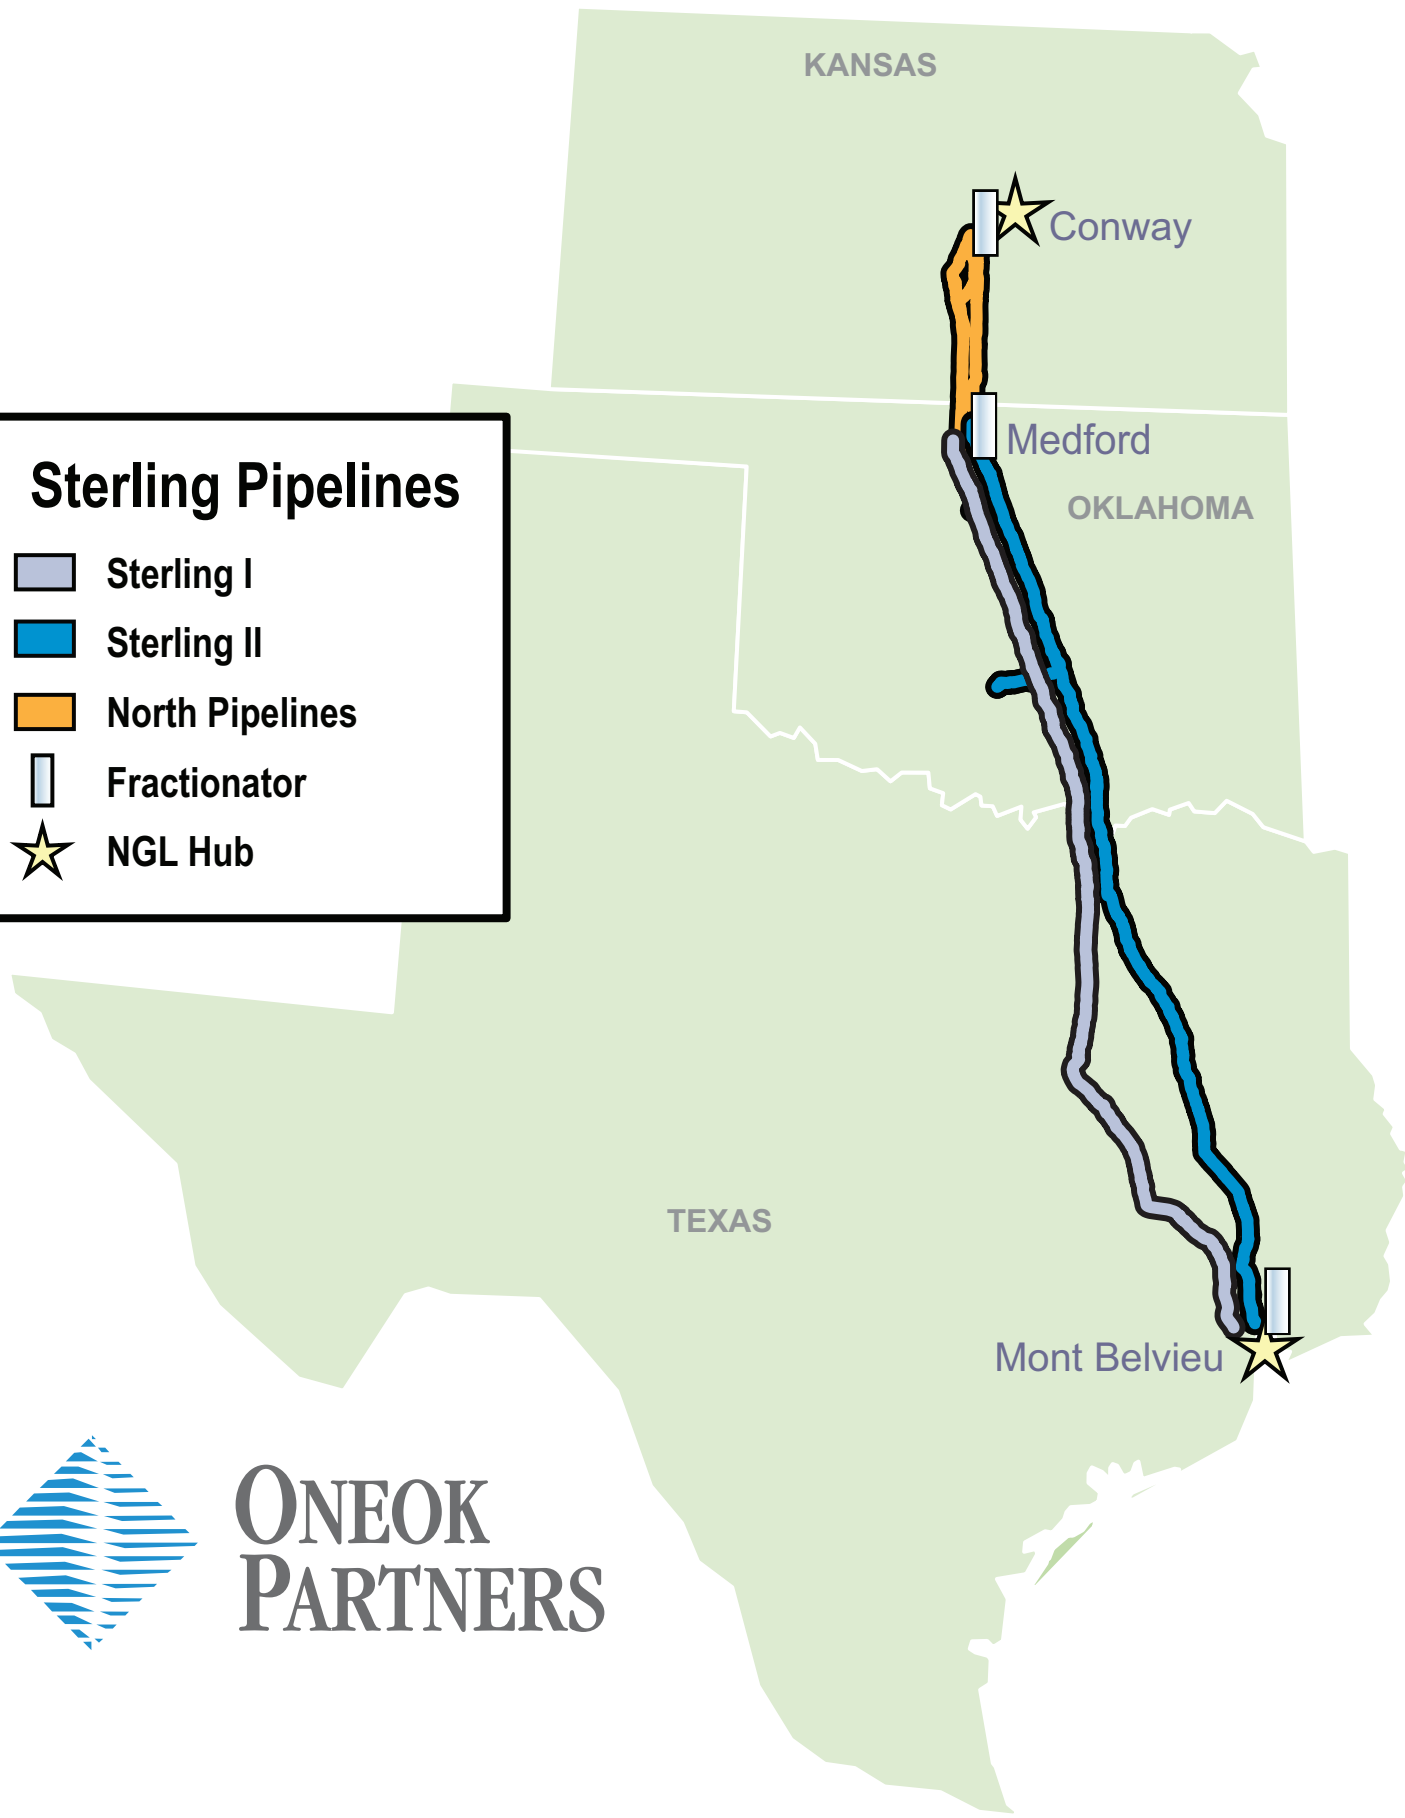 KANSAS
Conway
Medford
OKLAHOMA
Sterling Pipelines
Sterling I
Sterling II
North Pipelines
Fractionator
NGL Hub
TEXAS
Mont Belvieu
ONEOK
PARTNERS